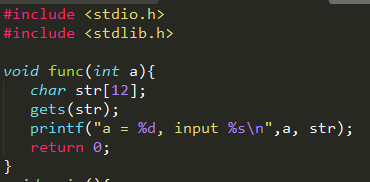 #include <stdio.h>
#include <stdlib.h>
void func(int a){
char str[12];
gets(str);
printf("a = %d, input %s\n",a, str);
return 0;
}